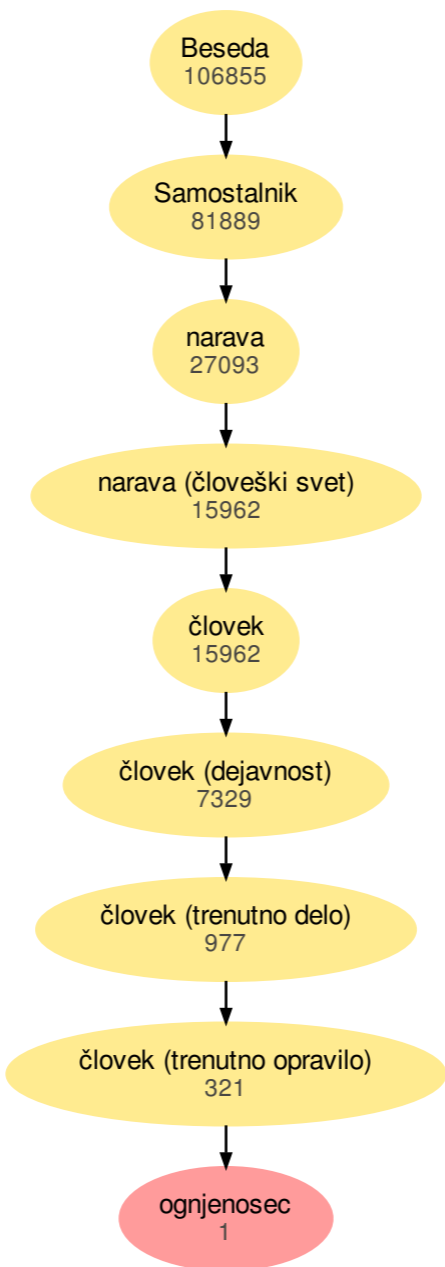 Beseda
106855
Samostalnik
81889
narava
27093
narava (človeški svet)
15962
človek
15962
človek (dejavnost)
7329
človek (trenutno delo)
977
človek (trenutno opravilo)
321
ognjenosec
1